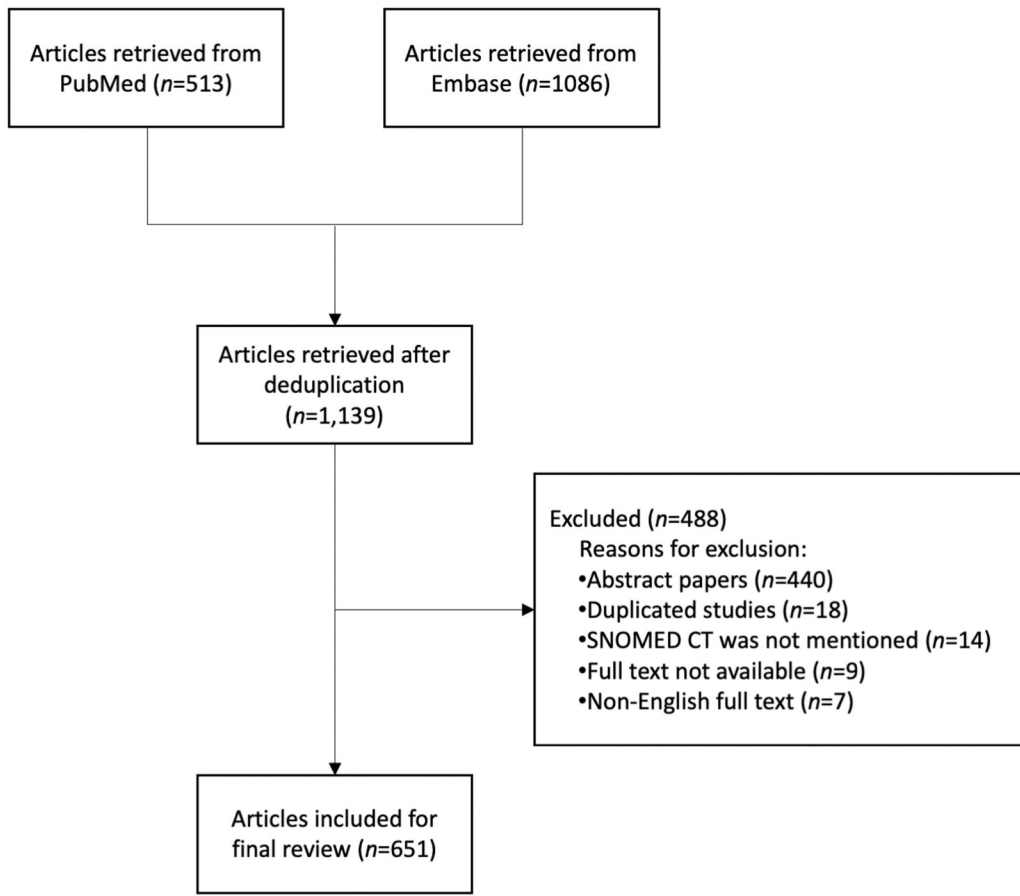 Articles retrieved from
PubMed (n=513)
Articles retrieved from
Embase (n=1086)
Articles retrieved after
deduplication
(n=1,139)
Excluded (n=488)
Reasons for exclusion:
•Abstract papers (n=440)
•Duplicated studies (n=18)
•SNOMED CT was not mentioned (n=14)
•Full text not available (n=9)
•Non-English full text (n=7)
Articles included for
final review (n=651)